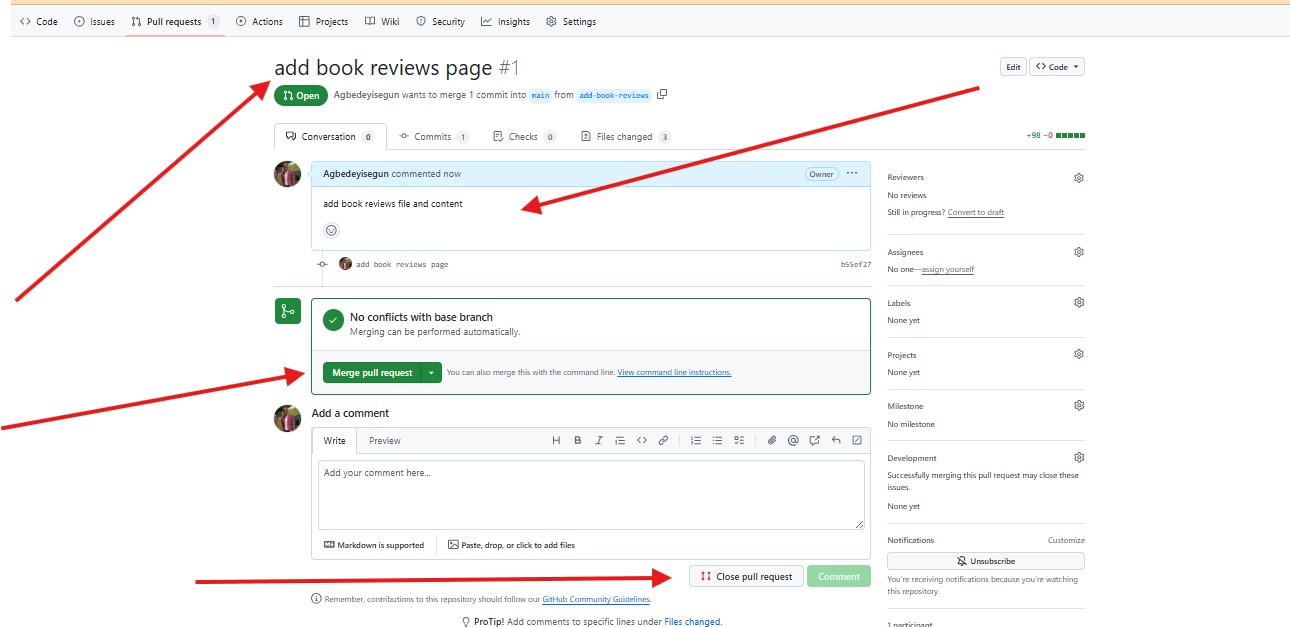 Code Issues Pull requests 1 Actions Projects Wiki Security Insights Settings
add book reviews page #1
Edit Code
Open Agbedeyisegun wants to merge 1 commit into main from add-book-reviews
Conversation 0 Commits 1 Checks 0 Files changed 3
+98 −0
Agbedeyisegun commented now
Owner ...
add book reviews file and content
add book reviews page
b55ef27
No conflicts with base branch
Merging can be performed automatically.
Merge pull request
You can also merge this with the command line. View command line instructions.
Add a comment
Write Preview
H B I
Add your comment here...
Markdown is supported
Paste, drop, or click to add files
Close pull request Comment
Remember, contributions to this repository should follow our GitHub Community Guidelines.
ProTip! Add comments to specific lines under Files changed.
Reviewers
No reviews
Still in progress? Convert to draft
Assignees
No one—assign yourself
Labels
None yet
Projects
None yet
Milestone
No milestone
Development
Successfully merging this pull request may close these
issues.
None yet
Notifications Customize
Unsubscribe
You're receiving notifications because you're watching
this repository.
1 participant